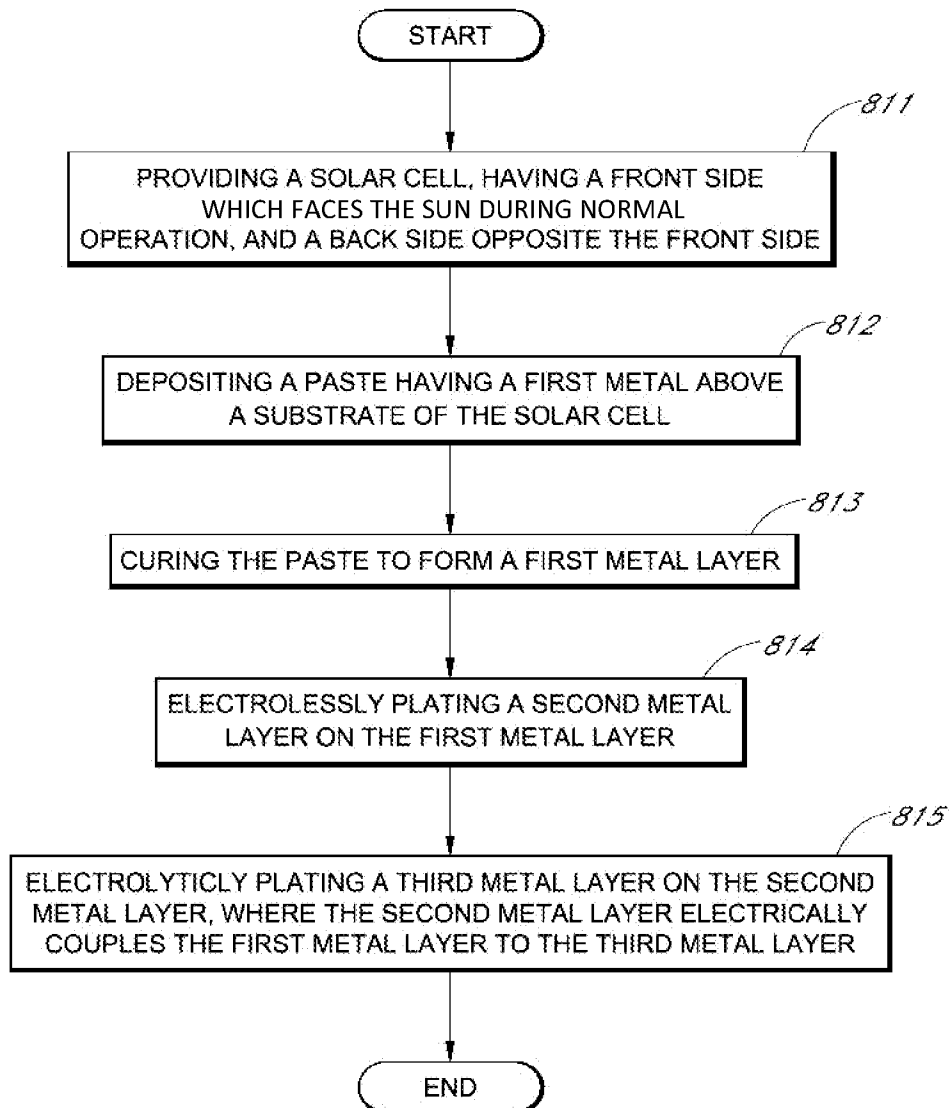 START
811
PROVIDING A SOLAR CELL, HAVING A FRONT SIDE
WHICH FACES THE SUN DURING NORMAL
OPERATION, AND A BACK SIDE OPPOSITE THE FRONT SIDE
812
DEPOSITING A PASTE HAVING A FIRST METAL ABOVE
A SUBSTRATE OF THE SOLAR CELL
813
CURING THE PASTE TO FORM A FIRST METAL LAYER
814
ELECTROLESSLY PLATING A SECOND METAL
LAYER ON THE FIRST METAL LAYER
815
ELECTROLYTICLY PLATING A THIRD METAL LAYER ON THE SECOND
METAL LAYER, WHERE THE SECOND METAL LAYER ELECTRICALLY
COUPLES THE FIRST METAL LAYER TO THE THIRD METAL LAYER
END